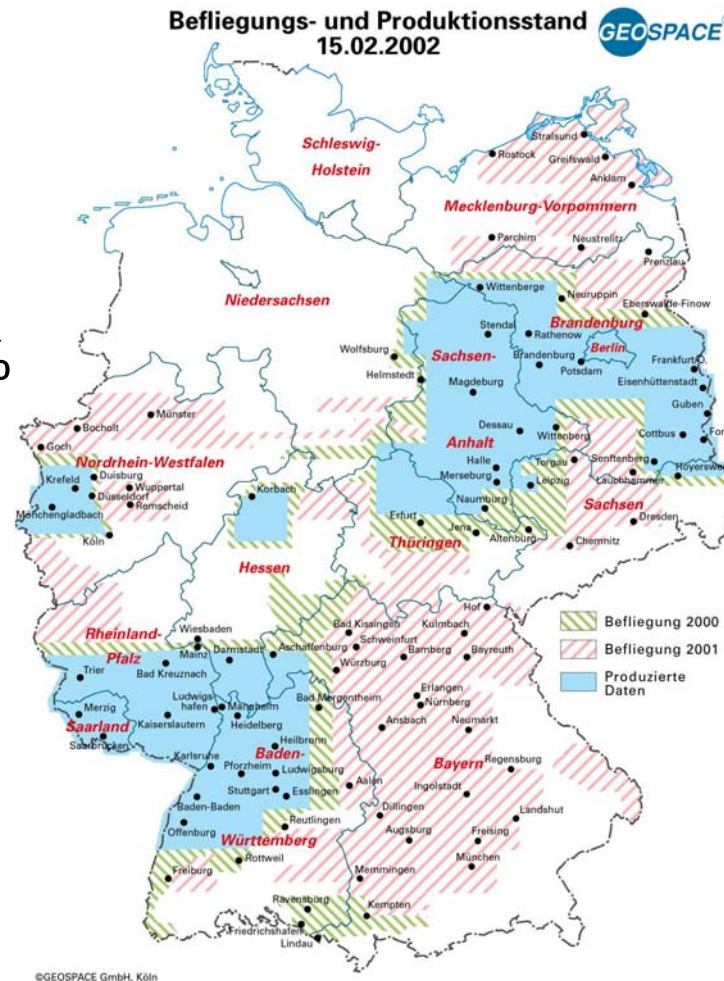 Befliegungs- und Produktionsstand
15.02.2002
GEOSPACE
%
Schleswig-
Holstein
Stralsund
Rostock
Greifswald
Anklam
Mecklenburg-Vorpommern
Parchim
Neustrelitz
Prenzlau
Wittenberge
Neuruppin
Niedersachsen
Eberswalde-Finow
Brandenburg
Stendal
Rathenow
Berlin
Wolfsburg
Sachsen-
Brandenburg
Potsdam
Frankfurt/O.
Helmstedt
Magdeburg
Eisenhüttenstadt
Guben
Münster
Bocholt
Dessau
Wittenberg
Cottbus
For
Goch
Anhalt
Nordrhein-Westfalen
Halle
Torgau
Senftenberg
Duisburg
Merseburg
Leipzig
Lauchhammer
Hoyerswer
Krefeld
Wuppertal
Korbach
Düsseldorf
Naumburg
Sachsen
Mönchengladbach
Remscheid
Erfurt
Dresden
Köln
Jena
Altenburg
Thüringen
Chemnitz
Hessen
Hof
Befliegung 2000
Rheinland-
Wiesbaden
Bad Kissingen
Kulmbach
Befliegung 2001
Pfalz
Mainz
Darmstadt
Aschaffenburg
Schweinfurt
Bamberg
Bayreuth
Trier
Bad Kreuznach
Würzburg
Produzierte
Daten
Merzig
Ludwigs-
hafen
Manheim
Bad Mergentheim
Erlangen
Nürnberg
Saarland
Kaiserslautern
Heidelberg
Ansbach
Neumarkt
Saarbrücken
Heilbronn
Karlsruhe
Baden-
Regensburg
Pforzheim
Ludwigsburg
Bayern
Stuttgart
Esslingen
Aalen
Ingolstadt
Baden-Baden
Dillingen
Landshut
Offenburg
Reutlingen
Augsburg
Freising
Württemberg
Rottweil
München
Freiburg
Memmingen
Ravensburg
Kempten
Friedrichshafen
Lindau
©GEOSPACE GmbH, Köln